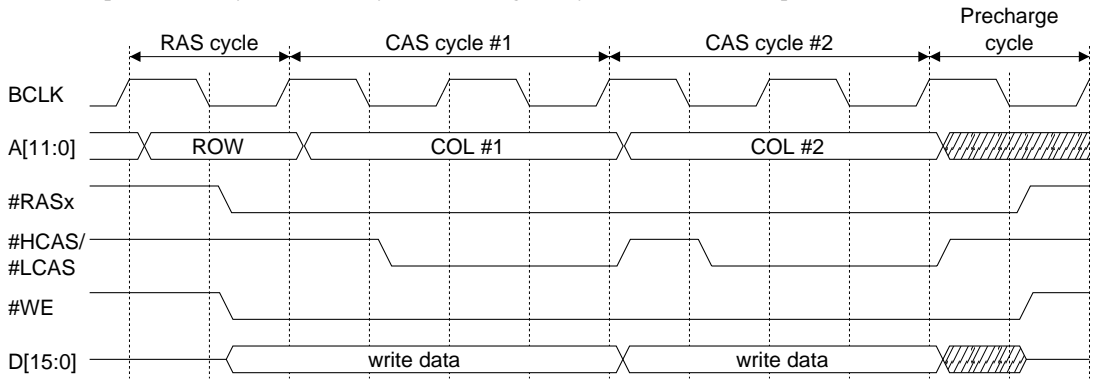 Precharge
RAS cycle CAS cycle #1 CAS cycle #2 cycle
BCLK
A[11:0] ROW COL #1 COL #2
#RASx
#HCAS/
#LCAS
#WE
D[15:0] write data write data